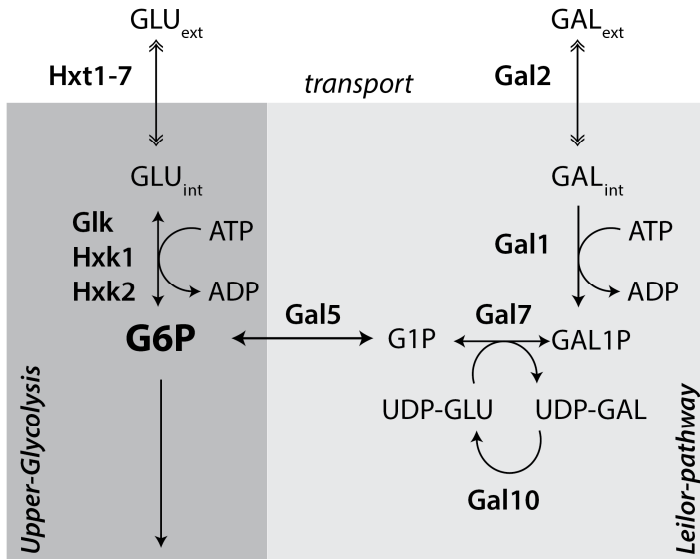 GLUext
GALext
Hxt1-7
transport
Gal2
GLUint
GALint
Glk
Hxk1
Hxk2
ATP
ADP
Gal1
ATP
ADP
G6P
Gal5
G1P
Gal7
GAL1P
UDP-GLU
UDP-GAL
Gal10
Upper-Glycolysis
Leilor-pathway